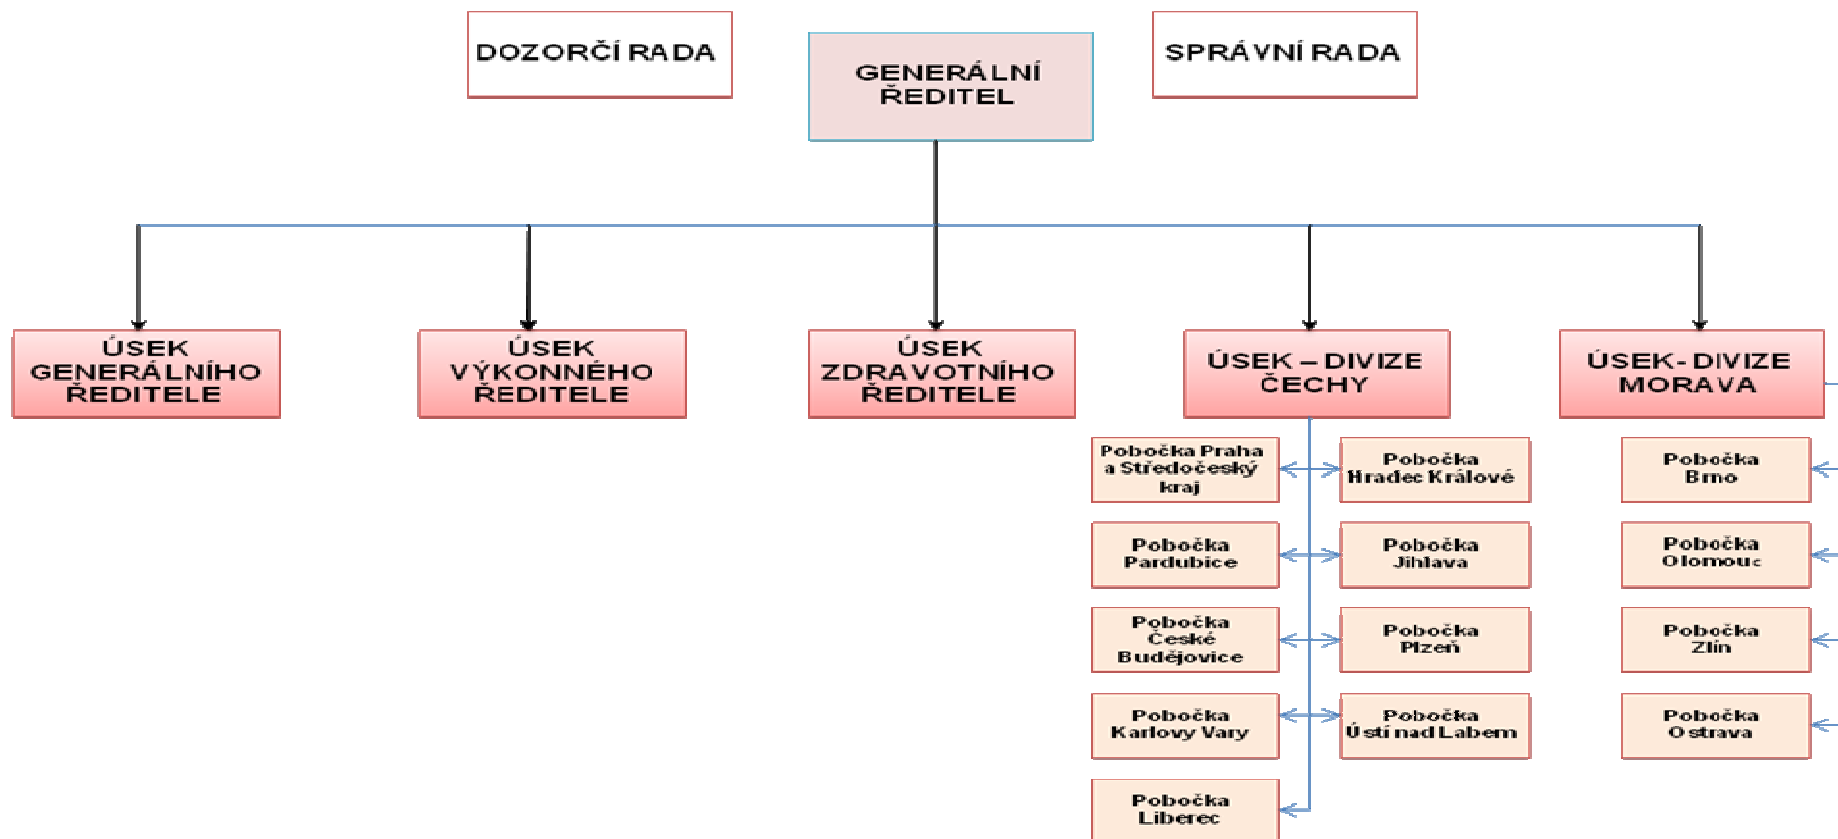 DOZORČÍ RADA
GENERÁLNÍ
ŘEDITEL
SPRÁVNÍ RADA
ÚSEK
GENERÁLNÍHO
ŘEDITELE
ÚSEK
VÝKONNÉHO
ŘEDITELE
ÚSEK
ZDRAVOTNÍHO
ŘEDITELE
ÚSEK – DIVIZE
ČECHY
ÚSEK- DIVIZE
MORAVA
Pobočka Praha
a Středočeský
kraj
Pobočka
Hradec Králové
Pobočka
Brno
Pobočka
Pardubice
Pobočka
Jihlava
Pobočka
Olomouc
Pobočka
České
Budějovice
Pobočka
Plzeň
Pobočka
Zlín
Pobočka
Karlovy Vary
Pobočka
Ústí nad Labem
Pobočka
Ostrava
Pobočka
Liberec